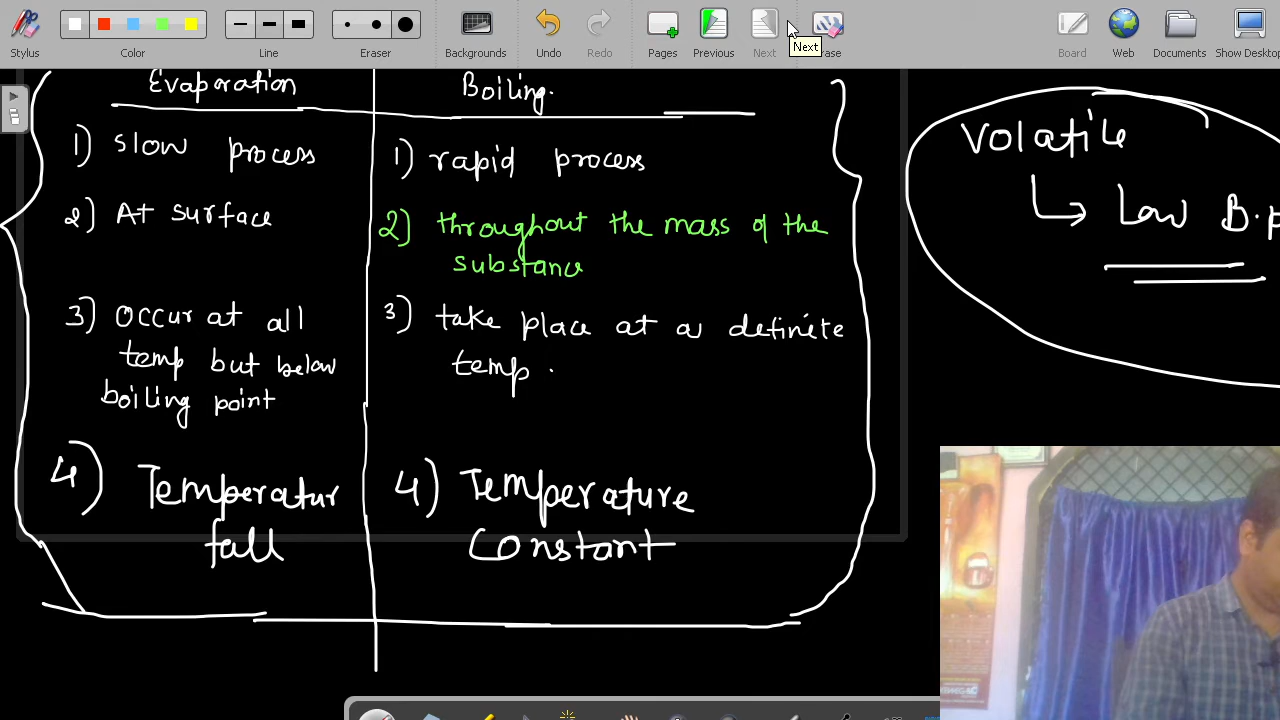 Stylus
Color
Line
Eraser
Backgrounds
Undo
Redo
Pages
Previous
Next
Erase
Board
Web
Documents
Show Desktop
Next
Evaporation
Boiling.
1) Slow process
1) rapid process
2) At surface
2) throughout the mass of the
substance
3) Occur at all
temp but below
boiling point
3) take place at a definite
temp .
4) Temperatur
fall
4) Temperature
Constant
Volatile
Low B.p